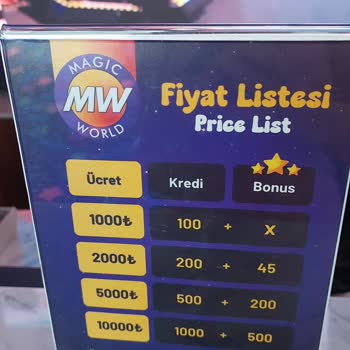 MAGIC
MW
WORLD
Fiyat Listesi
Price List
Ücret Kredi Bonus
1000₺ 100 + X
2000₺ 200 + 45
5000₺ 500 + 200
10000₺ 1000 + 500